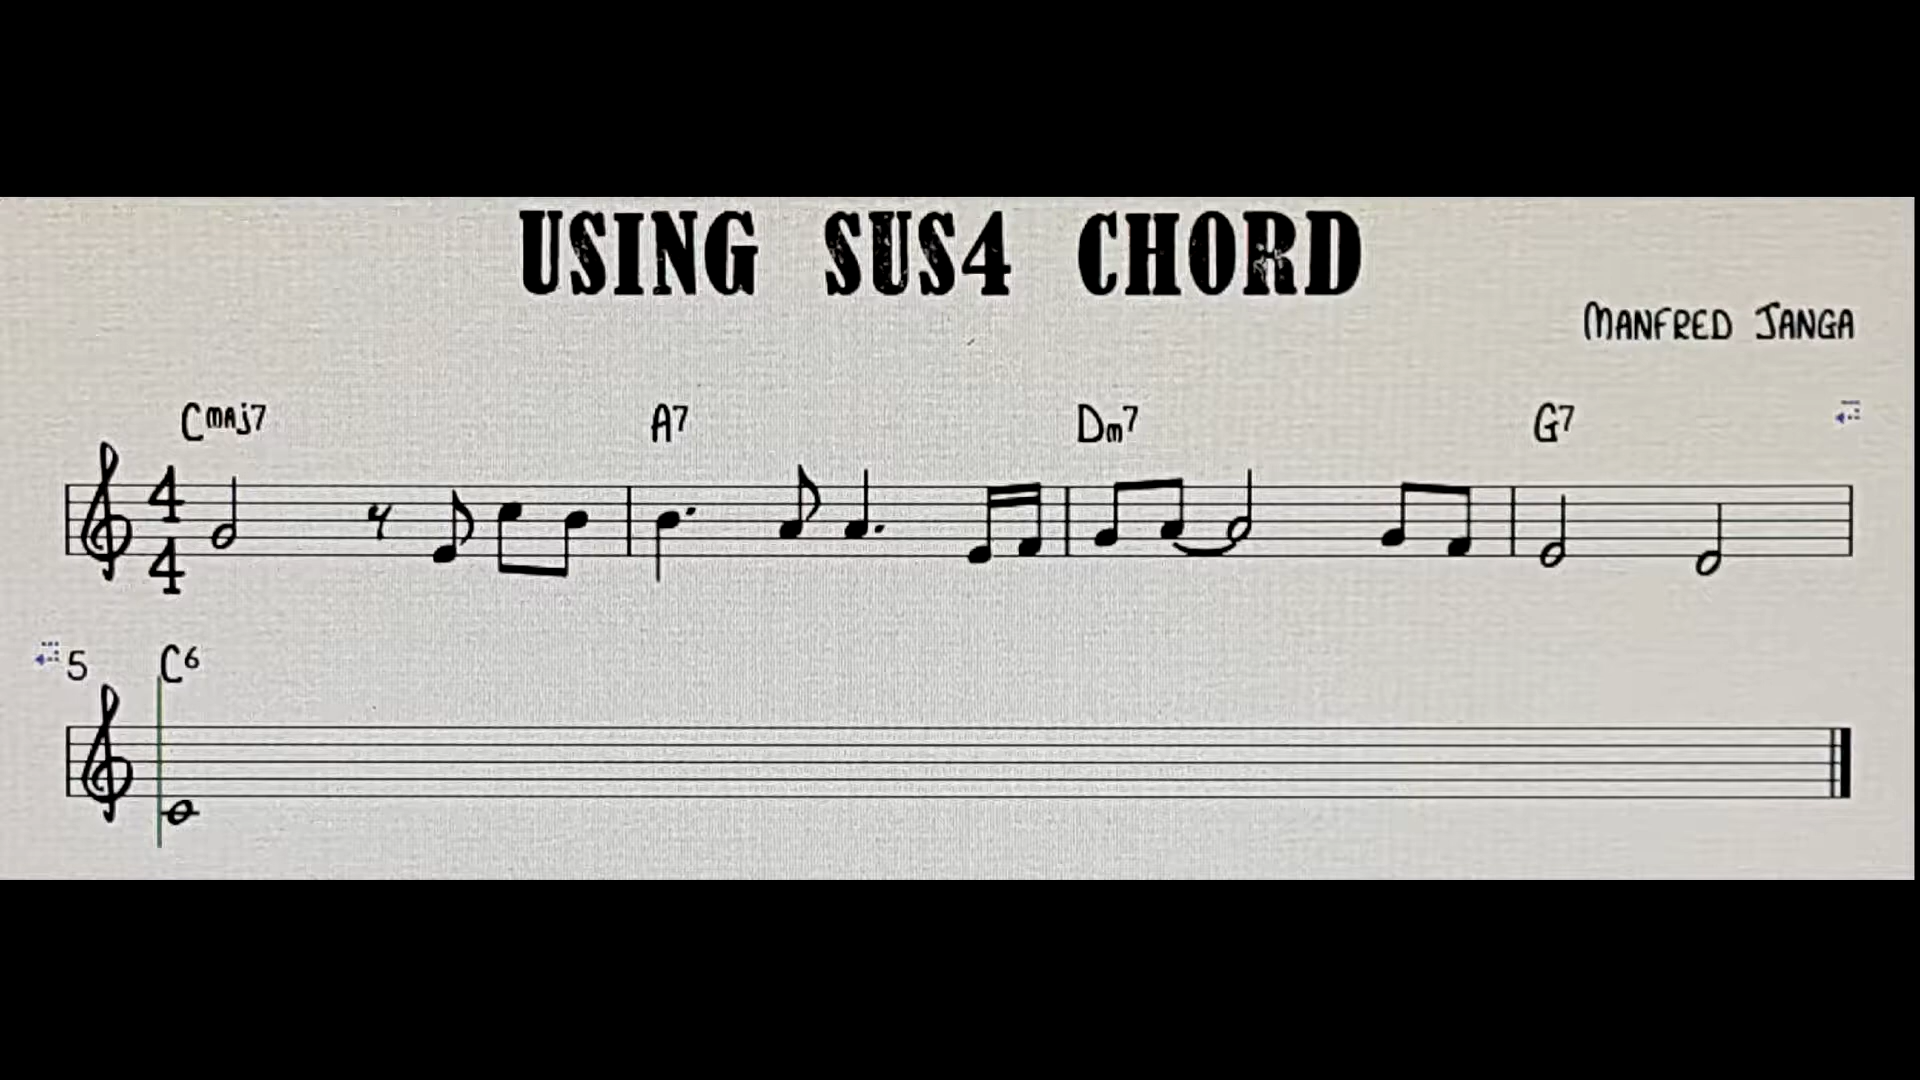 USING SUS4 CHORD
MANFRED JANGA
Cmaj7 A7 Dm7 G7
4
4
5 C6